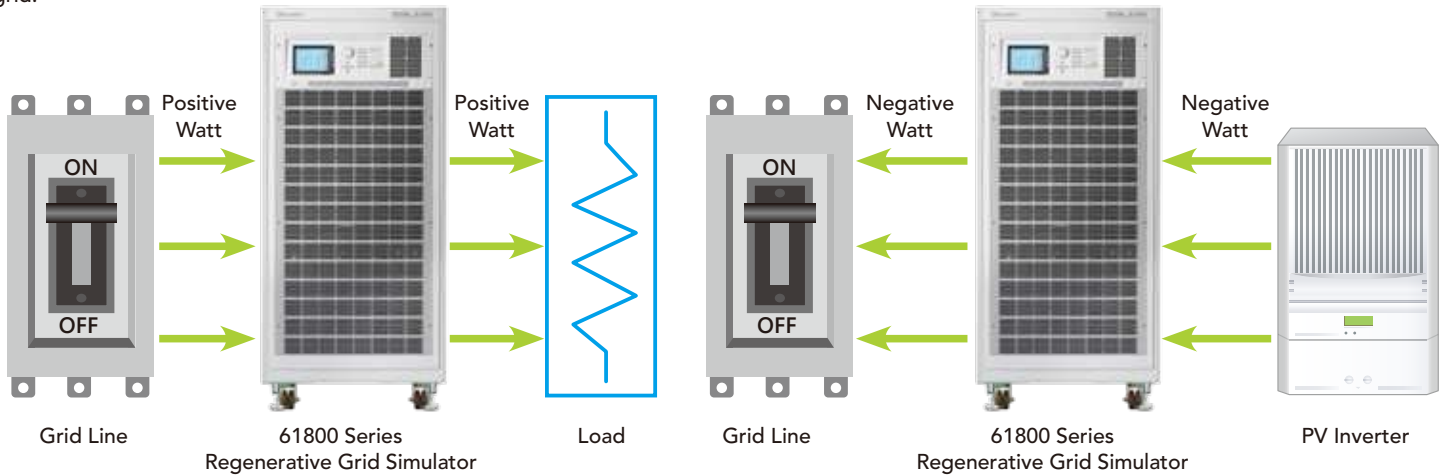 Positive
Watt
Positive
Watt
Negative
Watt
Negative
Watt
ON
OFF
ON
OFF
Grid Line
61800 Series
Regenerative Grid Simulator
Load
Grid Line
61800 Series
Regenerative Grid Simulator
PV Inverter